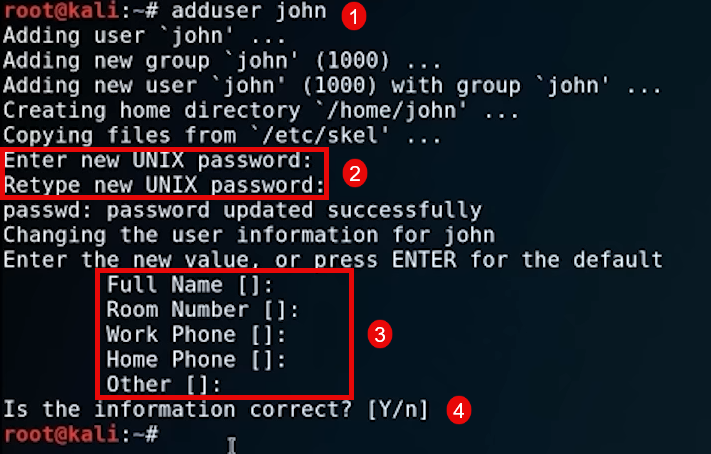 root@kali:~# adduser john 1
Adding user `john' ...
Adding new group `john' (1000) ...
Adding new user `john' (1000) with group `john' ...
Creating home directory `/home/john' ...
Copying files from `/etc/skel' ...
Enter new UNIX password:
2
Retype new UNIX password:
passwd: password updated successfully
Changing the user information for john
Enter the new value, or press ENTER for the default
Full Name []:
Room Number []:
Work Phone []:
3
Home Phone []:
Other []:
Is the information correct? [Y/n] 4
root@kali:~#